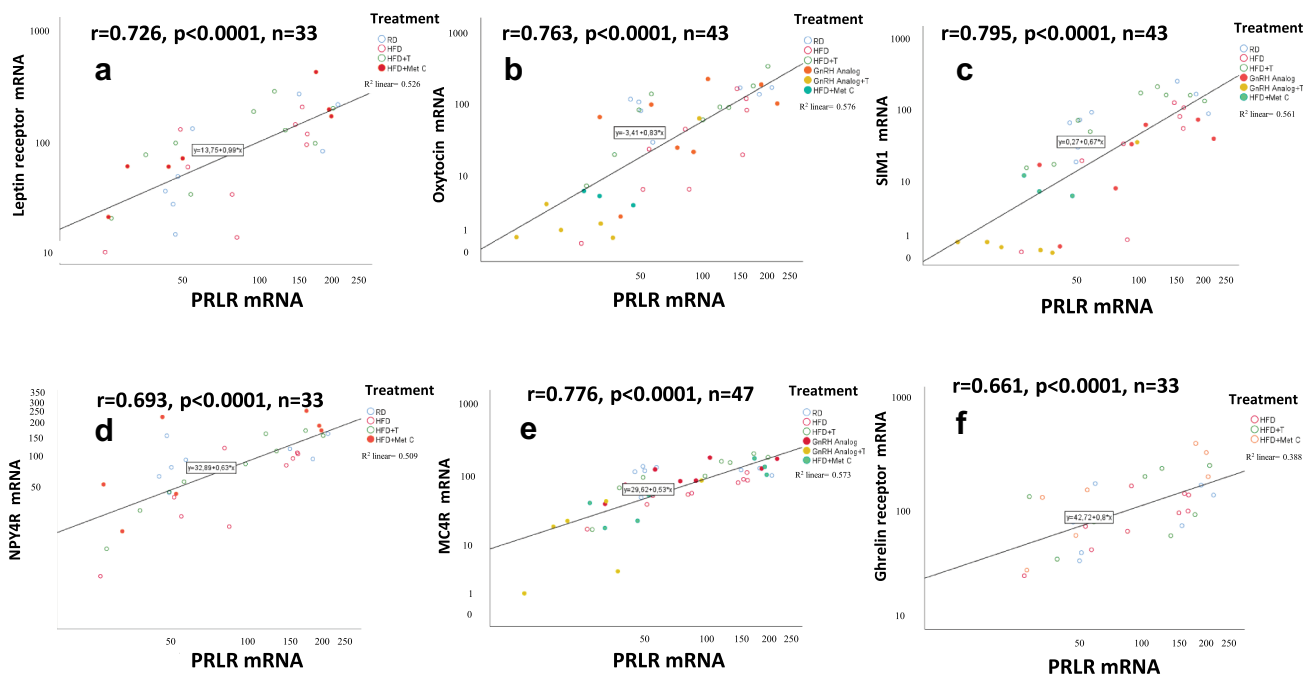 r=0.726, p<0.0001, n=33
a
Treatment
RD
HFD
HFD+T
HFD+Met C
R² linear= 0.526
1000
100
10
y=13,75+0,99*x
Leptin receptor mRNA
50 100 150 200 250
PRLR mRNA
r=0.763, p<0.0001, n=43
b
Treatment
RD
HFD
HFD+T
GnRH Analog
GnRH Analog+T
HFD+Met C
R² linear= 0.576
1000
100
10
1
0
y=-3,41+0,83*x
Oxytocin mRNA
50 100 150 200 250
PRLR mRNA
r=0.795, p<0.0001, n=43
c
Treatment
RD
HFD
HFD+T
GnRH Analog
GnRH Analog+T
HFD+Met C
R² linear= 0.561
1000
100
10
1
0
y=0,27+0,67*x
SIM1 mRNA
50 100 150 200 250
PRLR mRNA
r=0.693, p<0.0001, n=33
d
Treatment
RD
HFD
HFD+T
HFD+Met C
R² linear= 0.509
350
300
250
200
150
100
50
y=32,89+0,63*x
NPY4R mRNA
50 100 150 200 250
PRLR mRNA
r=0.776, p<0.0001, n=47
e
Treatment
RD
HFD
HFD+T
GnRH Analog
GnRH Analog+T
HFD+Met C
R² linear= 0.573
1000
100
10
1
0
y=29,62+0,53*x
MC4R mRNA
50 100 150 200 250
PRLR mRNA
r=0.661, p<0.0001, n=33
f
Treatment
HFD
HFD+T
HFD+Met C
R² linear= 0.388
1000
100
10
y=42,72+0,8*x
Ghrelin receptor mRNA
50 100 150 200 250
PRLR mRNA